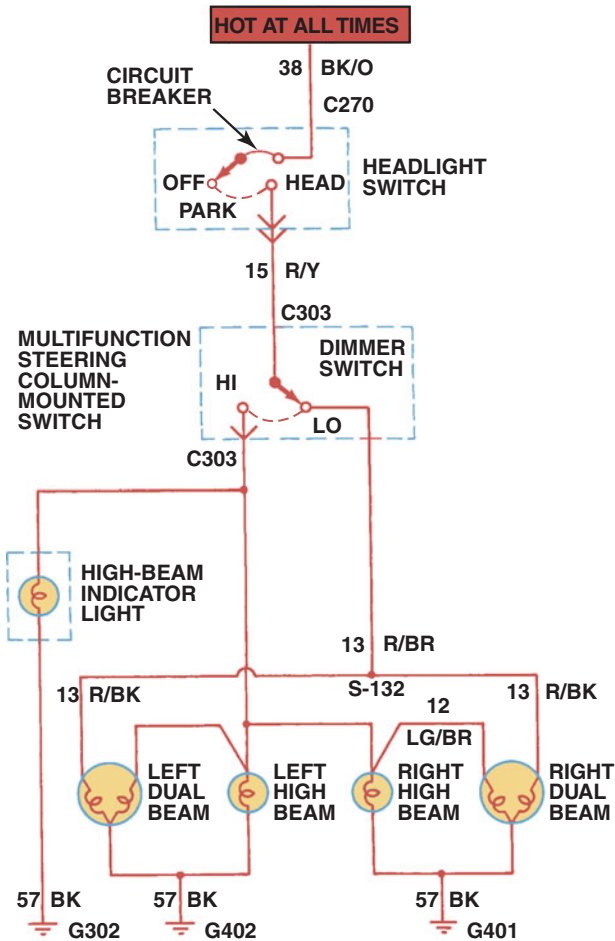 HOT AT ALL TIMES
38 BK/O
C270
CIRCUIT
BREAKER
OFF
HEAD
PARK
HEADLIGHT
SWITCH
15 R/Y
C303
MULTIFUNCTION
STEERING
COLUMN-
MOUNTED
SWITCH
DIMMER
SWITCH
HI
LO
C303
HIGH-BEAM
INDICATOR
LIGHT
13 R/BR
S-132
13 R/BK
12
LG/BR
13 R/BK
LEFT
DUAL
BEAM
LEFT
HIGH
BEAM
RIGHT
HIGH
BEAM
RIGHT
DUAL
BEAM
57 BK
G302
57 BK
G402
57 BK
G401